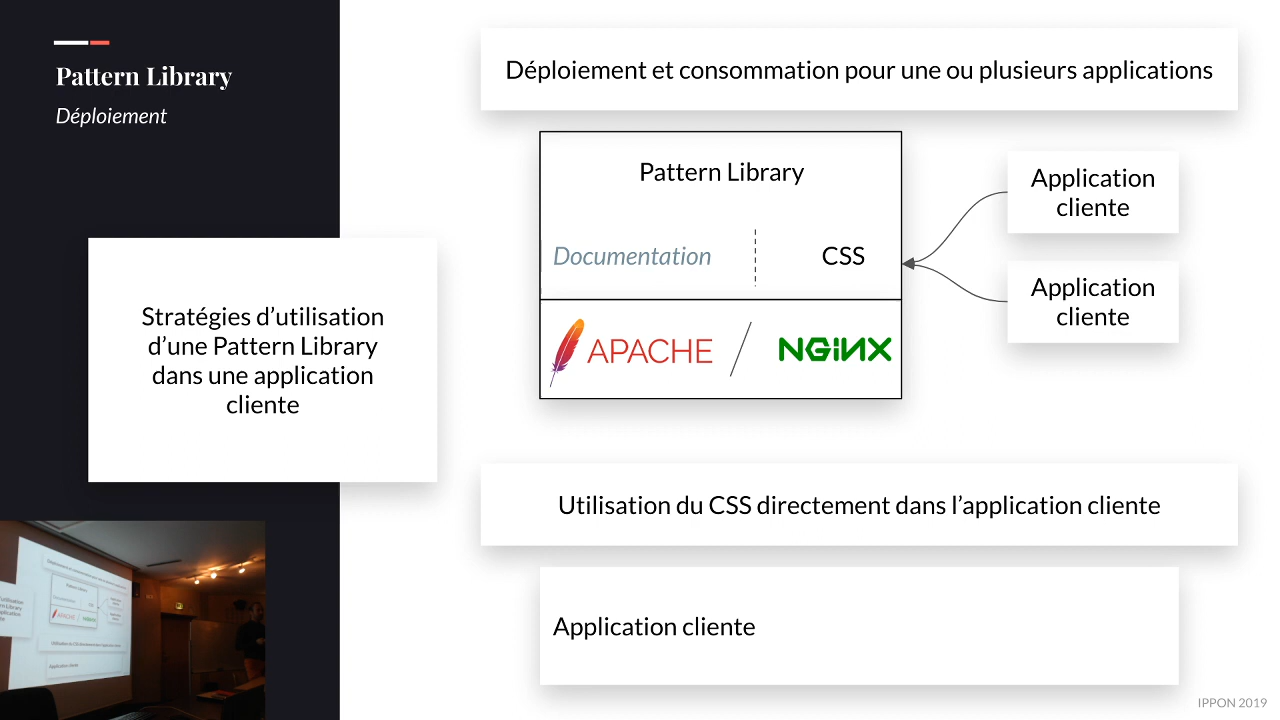 Pattern Library
Déploiement
Stratégies d’utilisation
d’une Pattern Library
dans une application
cliente
Déploiement et consommation pour une ou plusieurs applications
Pattern Library
Documentation
CSS
APACHE
NGINX
Application
cliente
Application
cliente
Utilisation du CSS directement dans l’application cliente
Application cliente
IPPON 2019